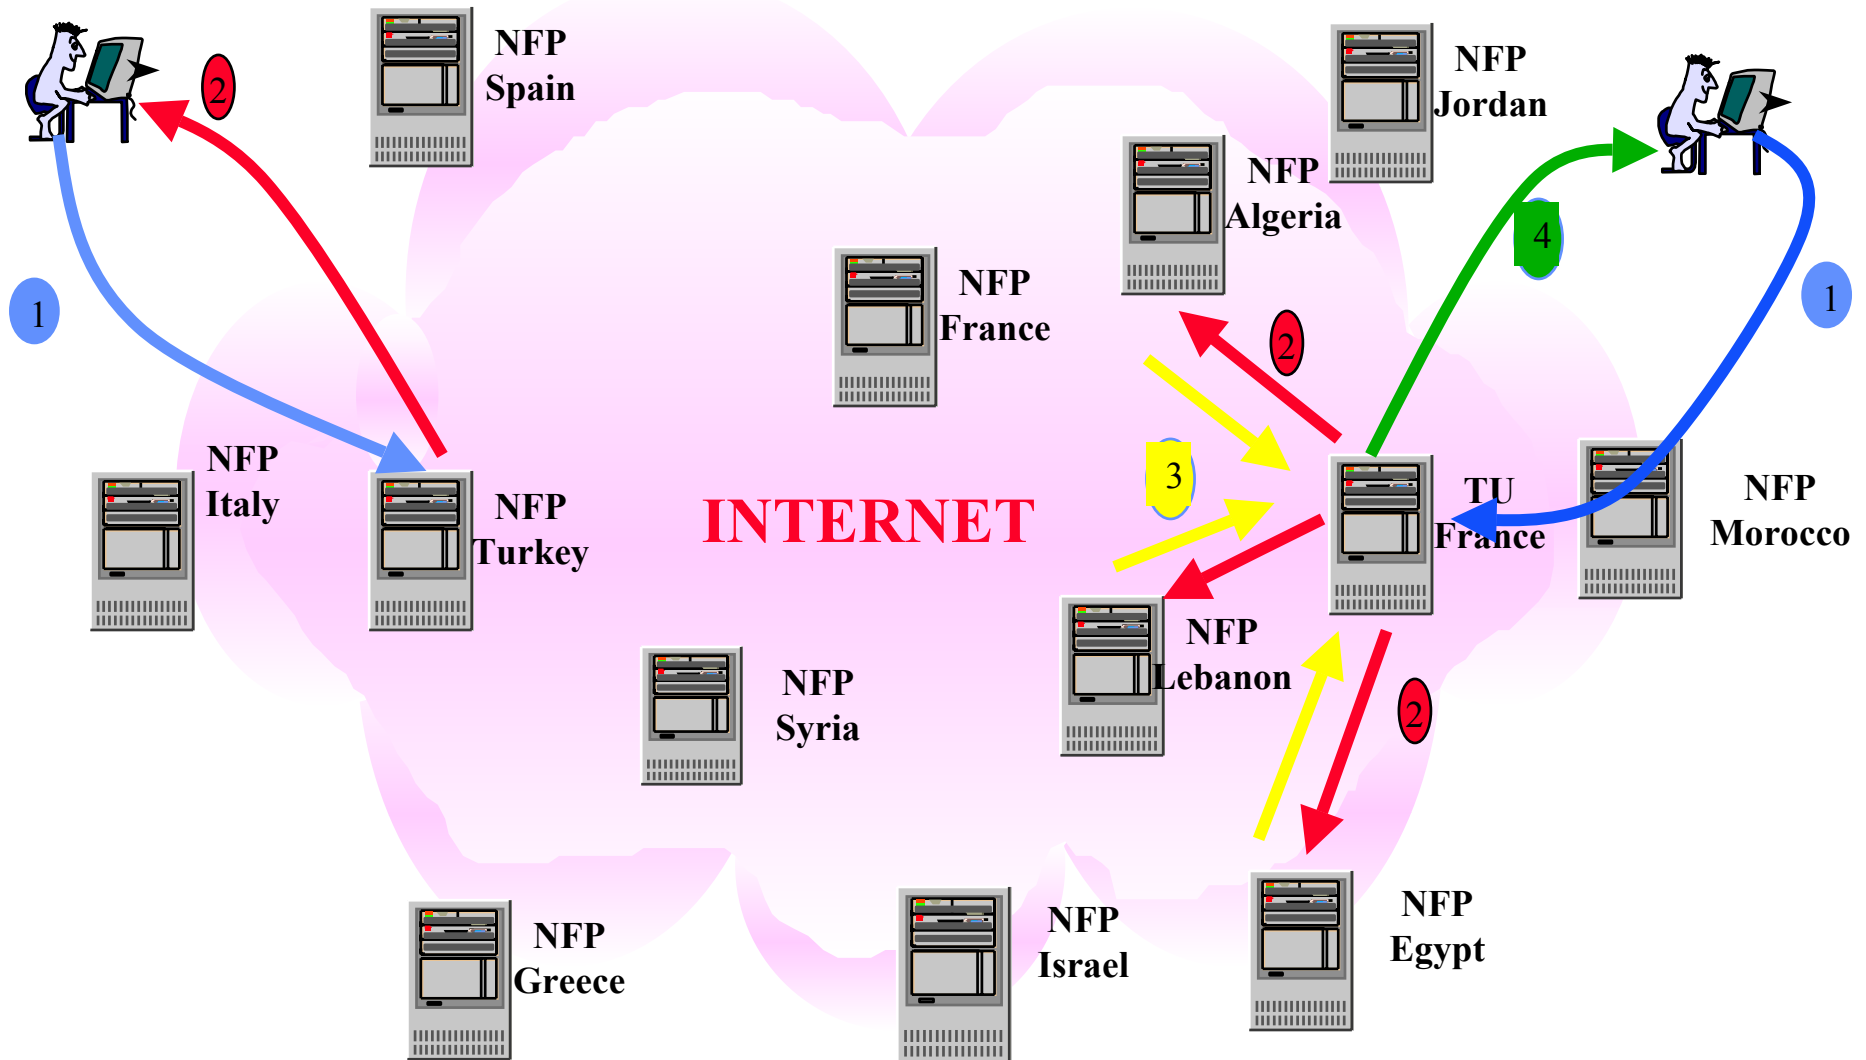 2
NFP
Spain
NFP
Jordan
NFP
Algeria
4
1
NFP
France
1
2
NFP
Italy
NFP
Turkey
INTERNET
3
TU
France
NFP
Morocco
NFP
Lebanon
NFP
Syria
2
NFP
Greece
NFP
Israel
NFP
Egypt